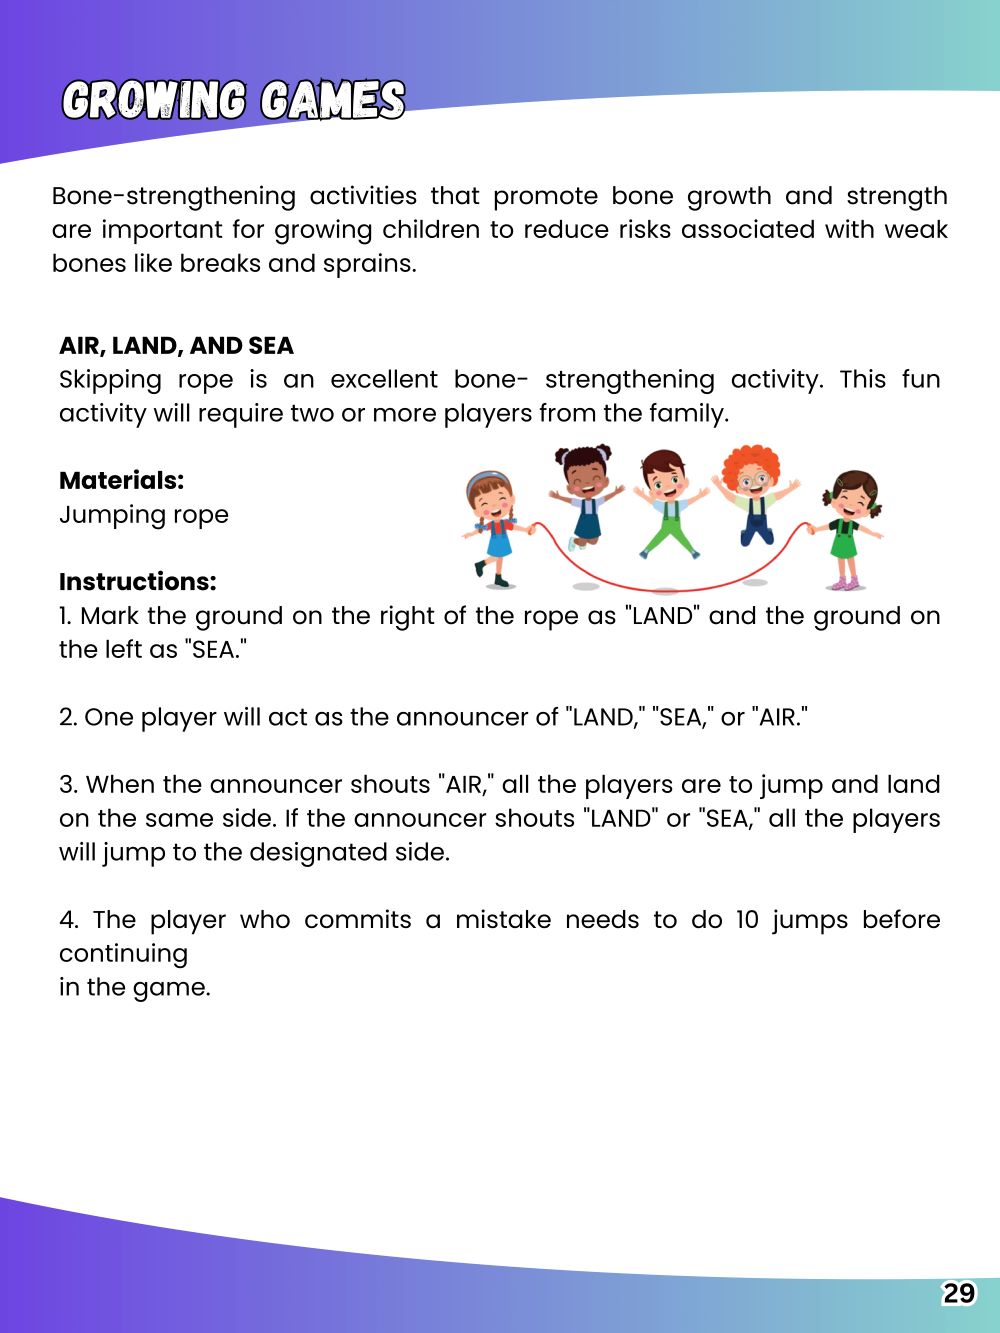 GROWING GAMES
Bone-strengthening activities that promote bone growth and strength
are important for growing children to reduce risks associated with weak
bones like breaks and sprains.
AIR, LAND, AND SEA
Skipping rope is an excellent bone- strengthening activity. This fun
activity will require two or more players from the family.
Materials:
Jumping rope
Instructions:
1. Mark the ground on the right of the rope as "LAND" and the ground on
the left as "SEA."
2. One player will act as the announcer of "LAND," "SEA," or "AIR."
3. When the announcer shouts "AIR," all the players are to jump and land
on the same side. If the announcer shouts "LAND" or "SEA," all the players
will jump to the designated side.
4. The player who commits a mistake needs to do 10 jumps before
continuing
in the game.
29